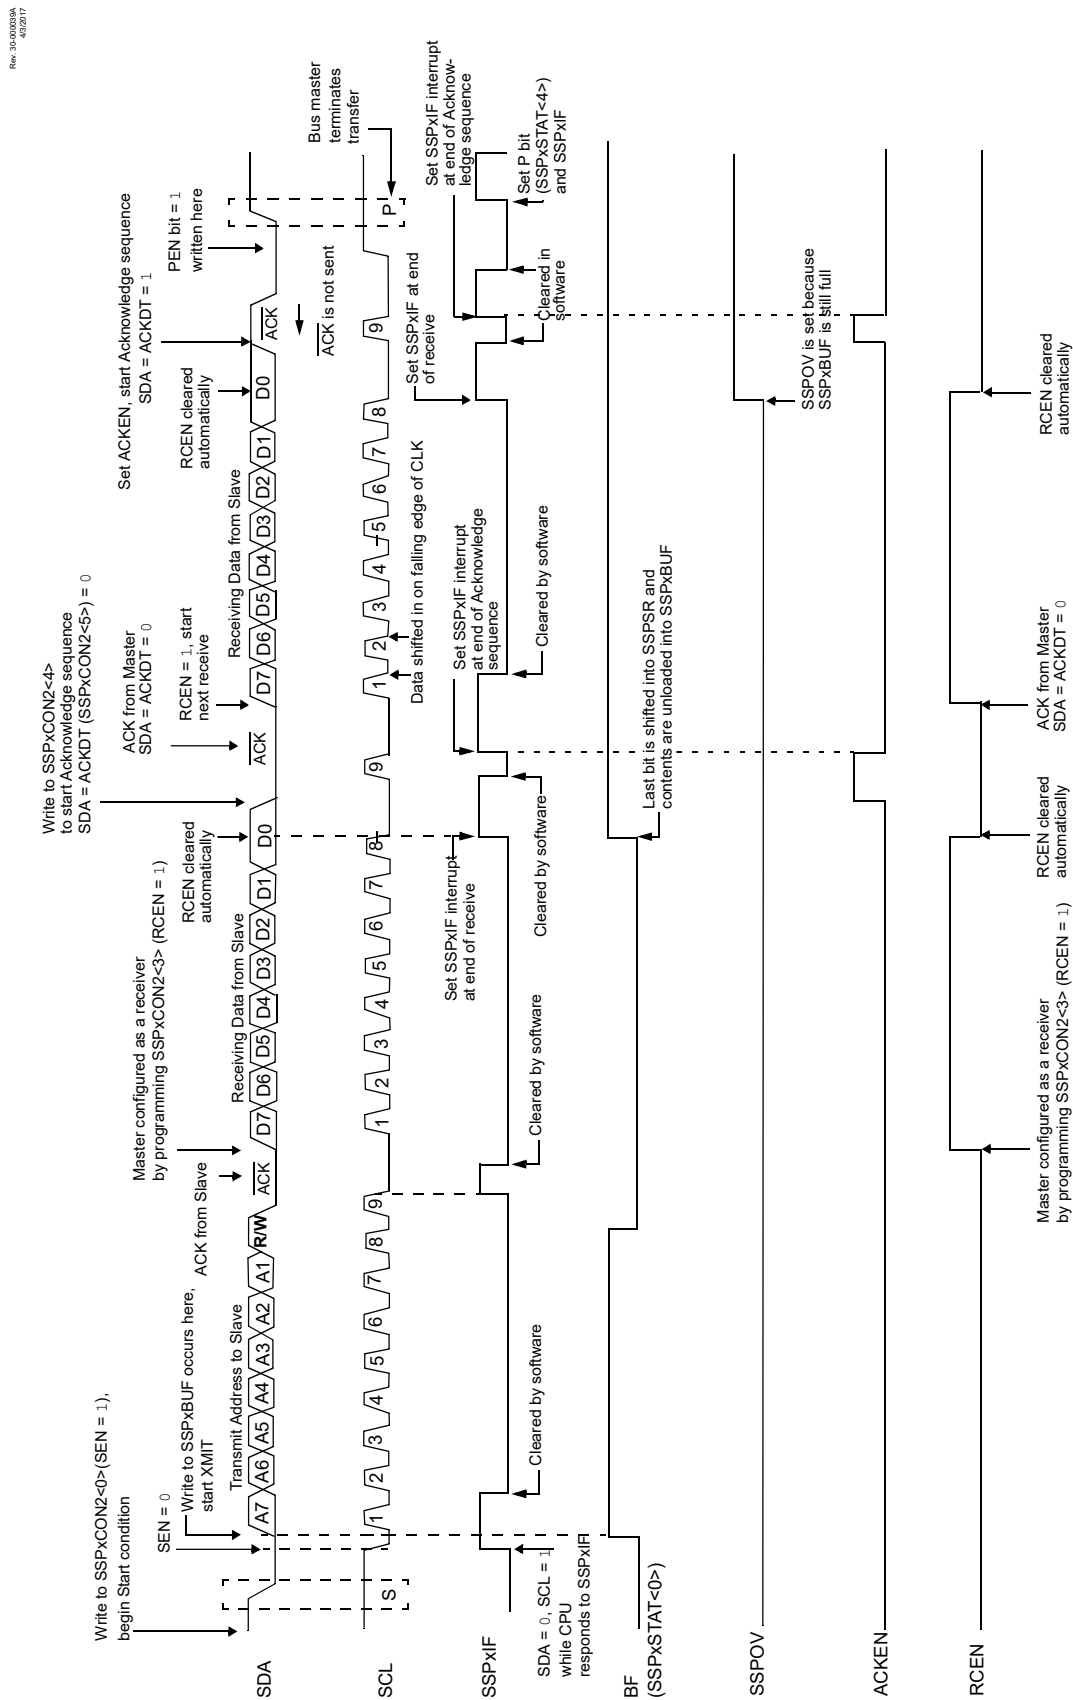 Rev. 30-000039A
4/3/2017
Write to SSPxCON2<4>
to start Acknowledge sequence
SDA = ACKDT (SSPxCON2<5>) = 0
Write to SSPxCON2<0>(SEN = 1),
begin Start condition
SEN = 0
Write to SSPxBUF occurs here,
start XMIT
ACK from Slave
Master configured as a receiver
by programming SSPxCON2<3> (RCEN = 1)
RCEN cleared
automatically
ACK from Master
SDA = ACKDT = 0
RCEN = 1, start
next receive
Set ACKEN, start Acknowledge sequence
SDA = ACKDT = 1
RCEN cleared
automatically
PEN bit = 1
written here
Transmit Address to Slave
Receiving Data from Slave
Receiving Data from Slave
SDA
A7 A6 A5 A4 A3 A2 A1 R/W ACK D7 D6 D5 D4 D3 D2 D1 D0 ACK D7 D6 D5 D4 D3 D2 D1 D0 ACK
ACK is not sent
Bus master
terminates
transfer
SCL
S 1 2 3 4 5 6 7 8 9 1 2 3 4 5 6 7 8 9 1 2 3 4 5 6 7 8 9 P
Data shifted in on falling edge of CLK
Set SSPxIF interrupt
at end of receive
Set SSPxIF interrupt
at end of Acknowledge
sequence
Set SSPxIF at end
of receive
Set SSPxIF interrupt
at end of Acknow-
ledge sequence
SSPxIF
SDA = 0, SCL = 1
while CPU
responds to SSPxIF
Cleared by software
Cleared by software
Cleared by software
Cleared by software
Cleared in
software
Set P bit
(SSPxSTAT<4>)
and SSPxIF
BF
(SSPxSTAT<0>)
Last bit is shifted into SSPSR and
contents are unloaded into SSPxBUF
SSPOV
SSPOV is set because
SSPxBUF is still full
ACKEN
RCEN
Master configured as a receiver
by programming SSPxCON2<3> (RCEN = 1)
RCEN cleared
automatically
ACK from Master
SDA = ACKDT = 0
RCEN cleared
automatically